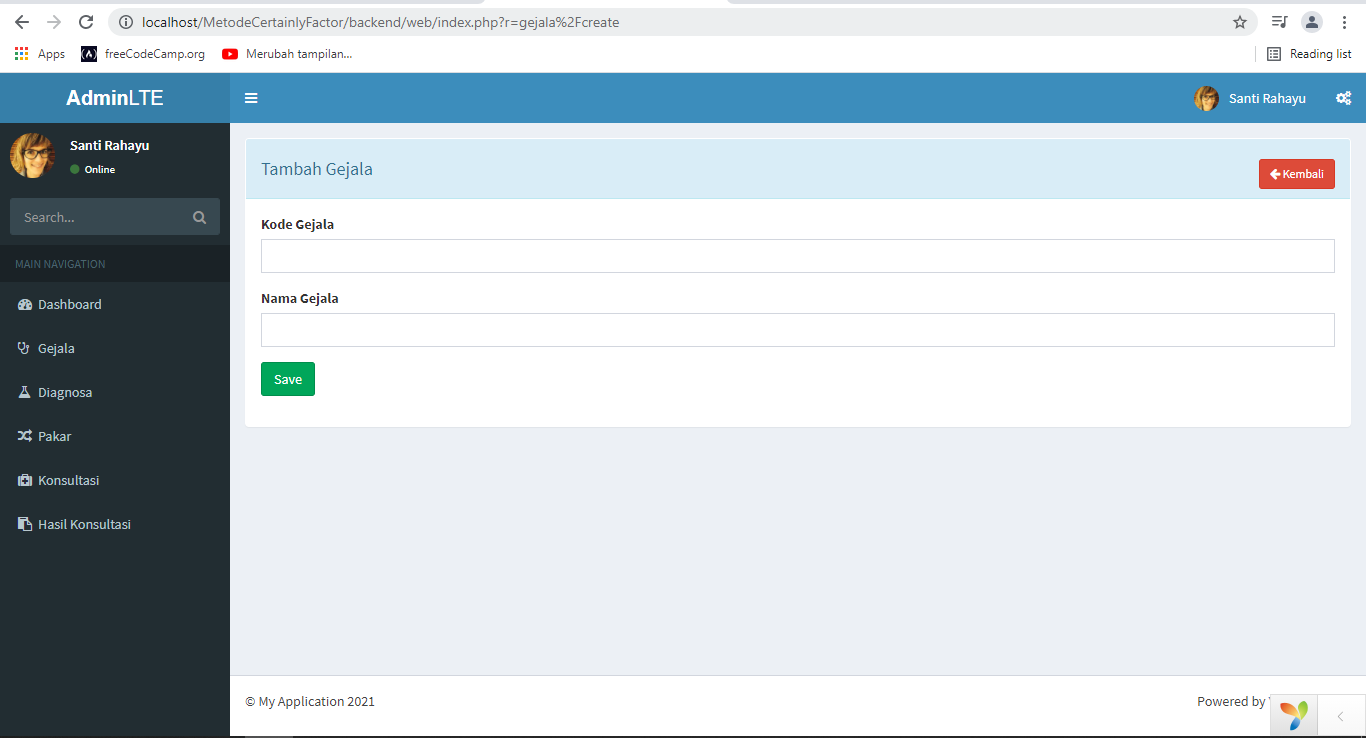 localhost/MetodeCertainlyFactor/backend/web/index.php?r=gejala%2Fcreate
Apps freeCodeCamp.org Merubah tampilan... Reading list
AdminLTE Santi Rahayu
Santi Rahayu
Online
Search...
MAIN NAVIGATION
Dashboard
Gejala
Diagnosa
Pakar
Konsultasi
Hasil Konsultasi
Tambah Gejala Kembali
Kode Gejala
Nama Gejala
Save
© My Application 2021 Powered by